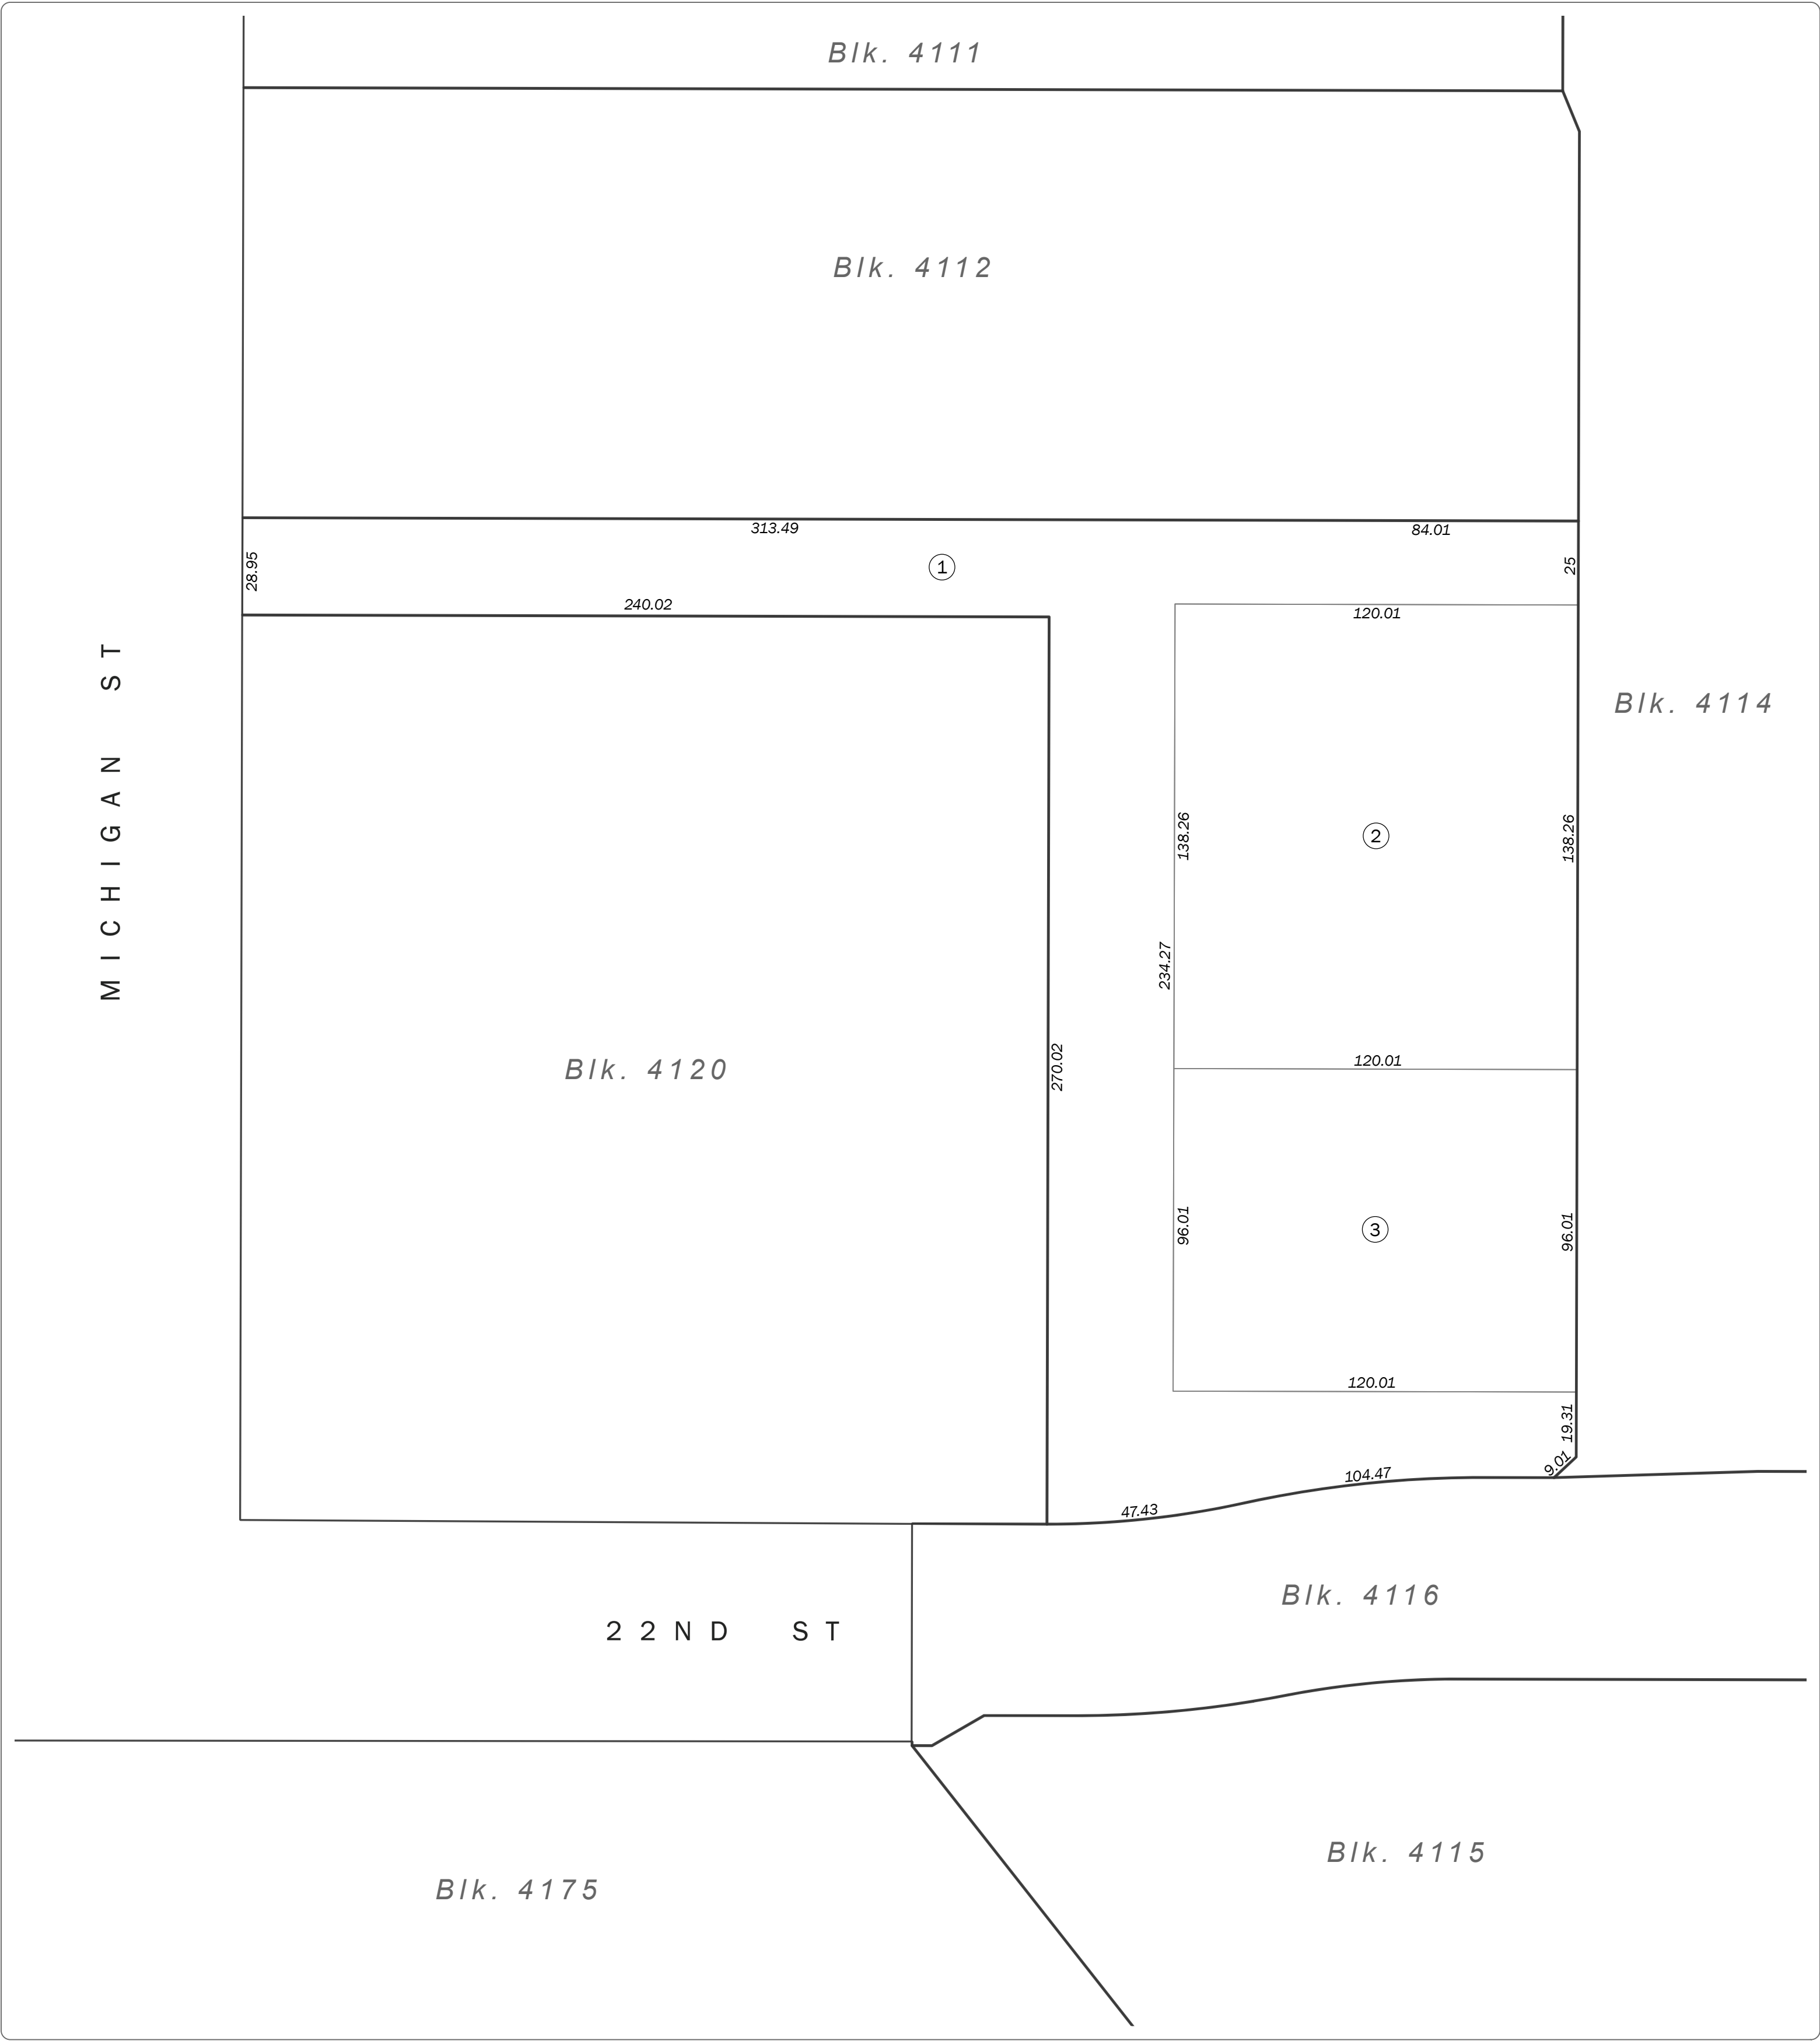 Blk. 4111
Blk. 4112
313.49
84.01
28.95
1
25
240.02
120.01
MICHIGAN ST
Blk. 4114
138.26
2
138.26
234.27
Blk. 4120
270.02
120.01
96.01
3
96.01
120.01
19.31
9.01
104.47
47.43
Blk. 4116
22ND ST
Blk. 4115
Blk. 4175